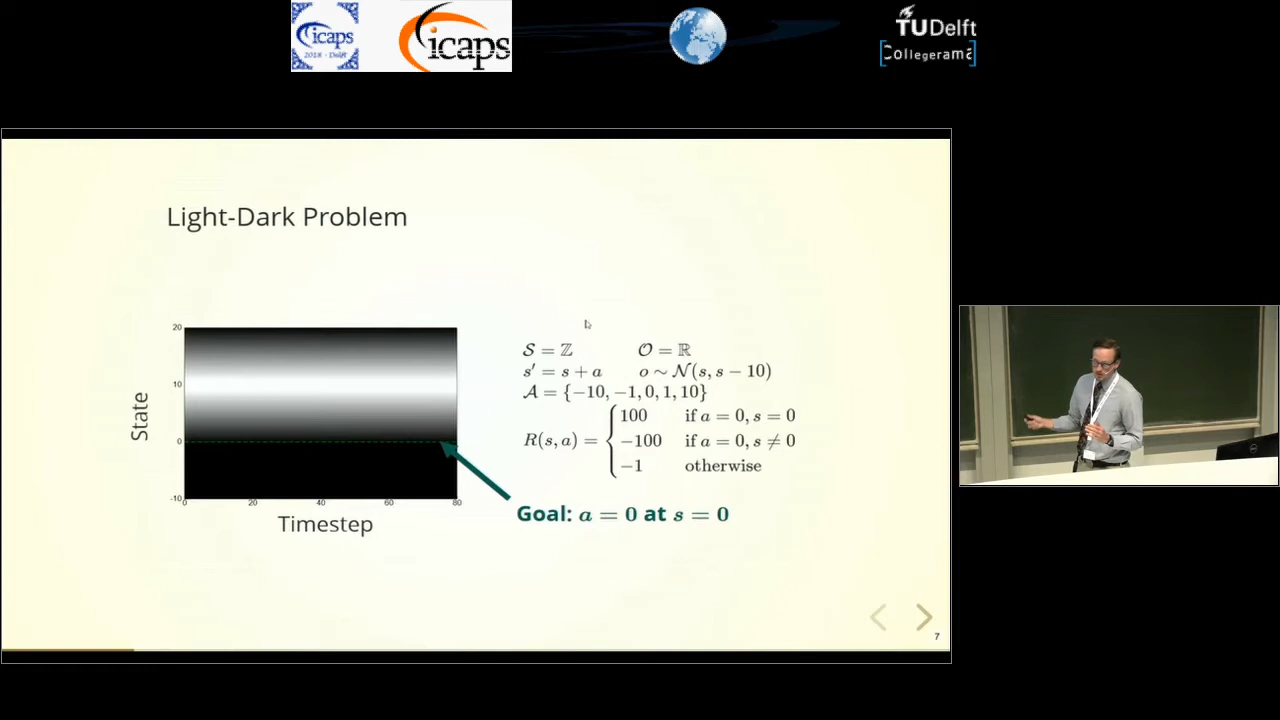 icaps
2018 - Delft
icaps
TUDelft
Collegerama
Light-Dark Problem
20
10
0
-10
State
0
20
40
60
80
Timestep
S = ℤ
O = ℝ
s′ = s + a
o ∼ N(s, s − 10)
A = {−10, −1, 0, 1, 10}
R(s, a) = { 100 if a = 0, s = 0
−100 if a = 0, s ≠ 0
−1 otherwise
Goal: a = 0 at s = 0
7